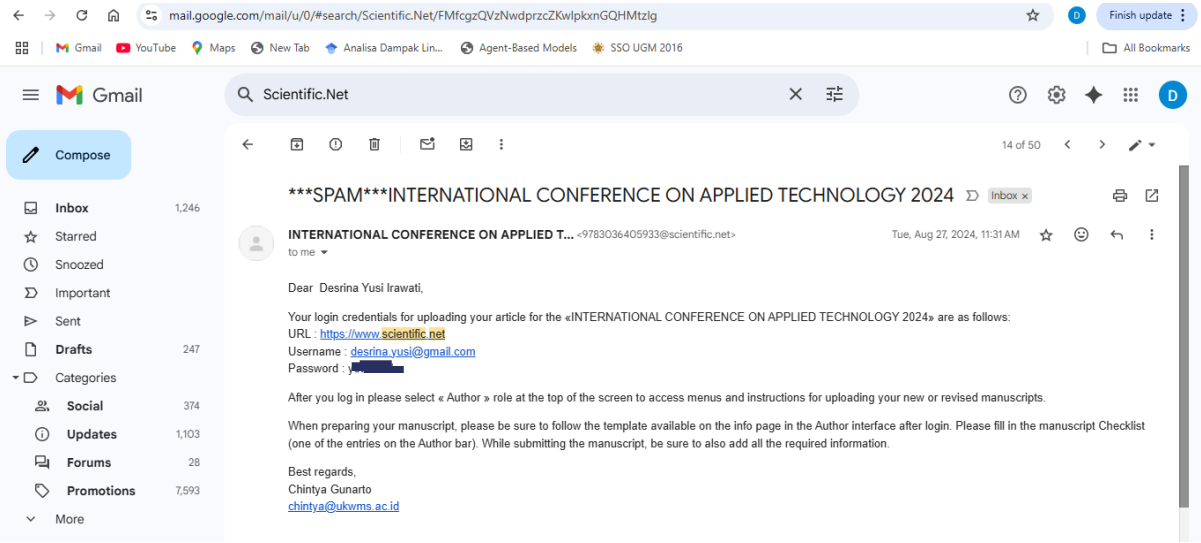 mail.google.com/mail/u/0/#search/Scientific.Net/FMfcgzQVzNwdprzcZKwlpkxnGQHMtzlg
D
Finish update
Gmail
YouTube
Maps
New Tab
Analisa Dampak Lin...
Agent-Based Models
SSO UGM 2016
All Bookmarks
Gmail
Scientific.Net
D
Compose
14 of 50
Inbox 1,246
Starred
Snoozed
Important
Sent
Drafts 247
Categories
Social 374
Updates 1,103
Forums 28
Promotions 7,593
More
***SPAM***INTERNATIONAL CONFERENCE ON APPLIED TECHNOLOGY 2024 Inbox x
INTERNATIONAL CONFERENCE ON APPLIED T... <9783036405933@scientific.net> Tue, Aug 27, 2024, 11:31 AM
to me
Dear Desrina Yusi Irawati,
Your login credentials for uploading your article for the «INTERNATIONAL CONFERENCE ON APPLIED TECHNOLOGY 2024» are as follows:
URL : https://www.scientific.net
Username : desrina.yusi@gmail.com
Password :
After you log in please select « Author » role at the top of the screen to access menus and instructions for uploading your new or revised manuscripts.
When preparing your manuscript, please be sure to follow the template available on the info page in the Author interface after login. Please fill in the manuscript Checklist
(one of the entries on the Author bar). While submitting the manuscript, be sure to also add all the required information.
Best regards,
Chintya Gunarto
chintya@ukwms.ac.id